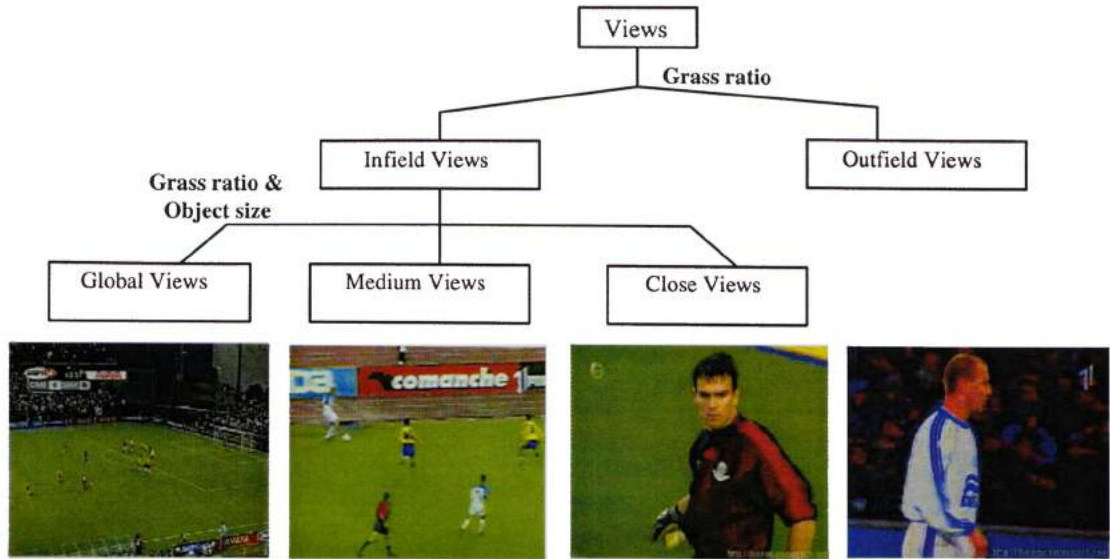 Views
Grass ratio
Infield Views
Outfield Views
Grass ratio &
Object size
Global Views
Medium Views
Close Views
comanche